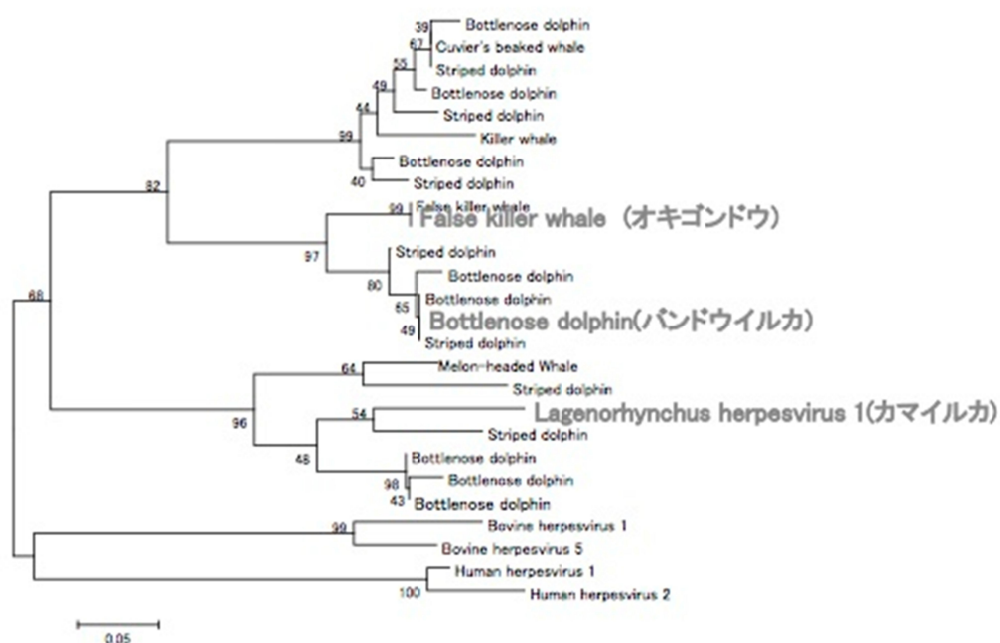 39
Bottlenose dolphin
67
Cuvier's beaked whale
55
Striped dolphin
49
Bottlenose dolphin
44
Striped dolphin
99
Killer whale
Bottlenose dolphin
40
Striped dolphin
82
99
False killer whale
False killer whale (オキゴンドウ)
97
Striped dolphin
80
Bottlenose dolphin
65
Bottlenose dolphin
49
Bottlenose dolphin(バンドウイルカ)
Striped dolphin
68
64
Melon-headed Whale
Striped dolphin
96
54
Lagenorhynchus herpesvirus 1(カマイルカ)
Striped dolphin
48
Bottlenose dolphin
98
Bottlenose dolphin
43
Bottlenose dolphin
99
Bovine herpesvirus 1
Bovine herpesvirus 5
Human herpesvirus 1
100
Human herpesvirus 2
0.05